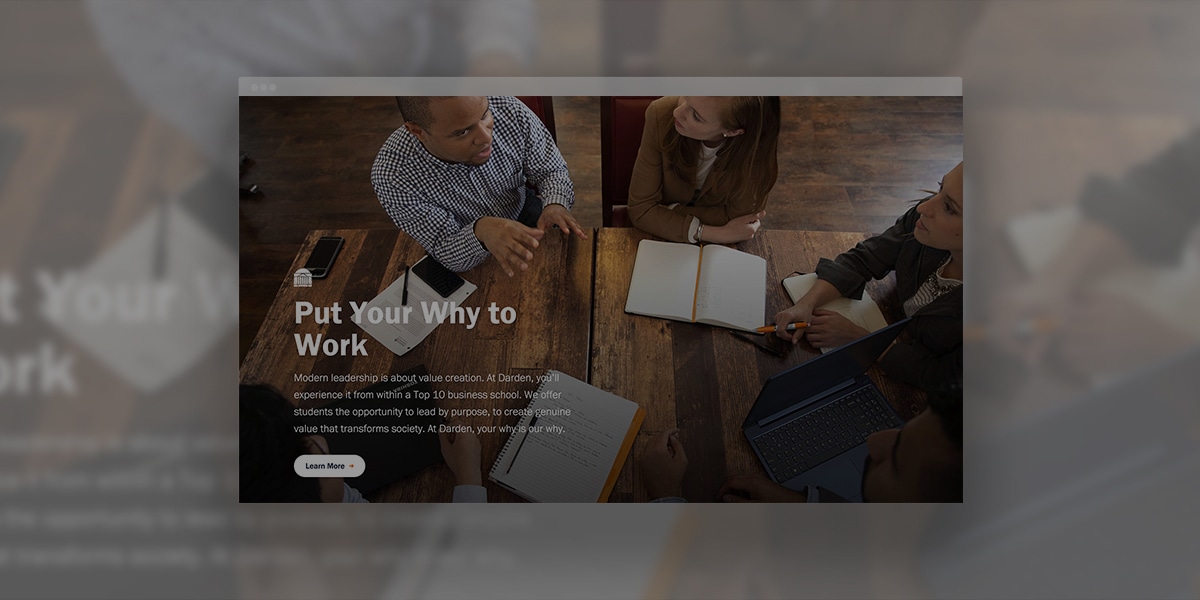 Put Your Why to
Work
Modern leadership is about value creation. At Darden, you'll
experience it from within a Top 10 business school. We offer
students the opportunity to lead by purpose, to create genuine
value that transforms society. At Darden, your why is our why.
Learn More